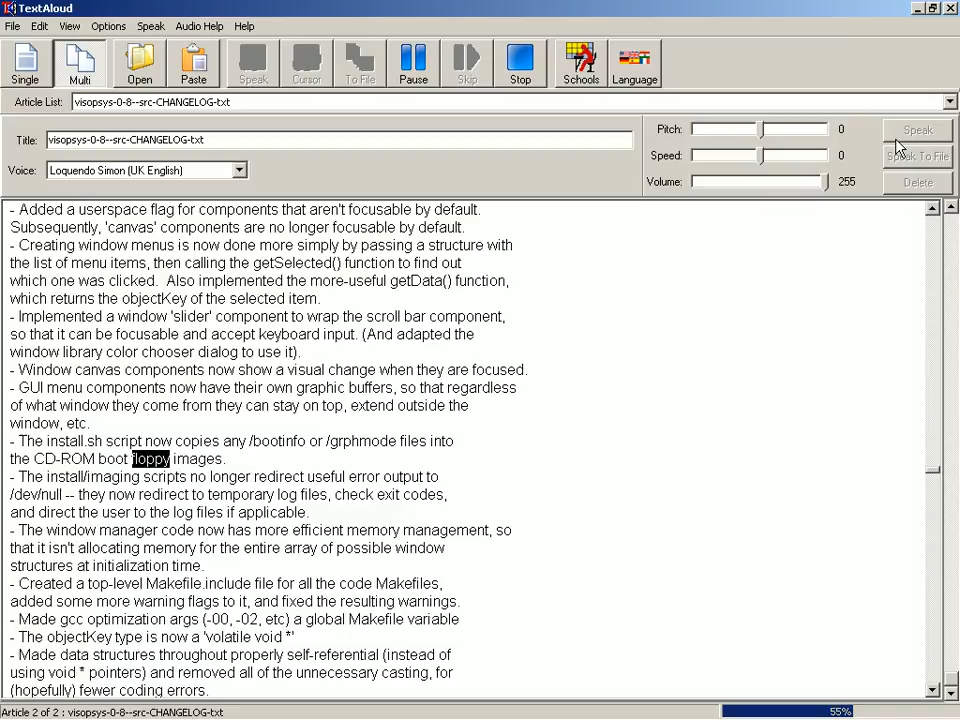 TextAloud
File Edit View Options Speak Audio Help Help
Single Multi Open Paste Speak Cursor To File Pause Skip Stop Schools Language
Article List: visopsys-0-8--src-CHANGELOG-txt
Title: visopsys-0-8--src-CHANGELOG-txt
Voice: Loquendo Simon (UK English)
Pitch: 0 Speak
Speed: 0 Speak To File
Volume: 255 Delete
- Added a userspace flag for components that aren't focusable by default.
Subsequently, 'canvas' components are no longer focusable by default.
- Creating window menus is now done more simply by passing a structure with
the list of menu items, then calling the getSelected() function to find out
which one was clicked.  Also implemented the more-useful getData() function,
which returns the objectKey of the selected item.
- Implemented a window 'slider' component to wrap the scroll bar component,
so that it can be focusable and accept keyboard input. (And adapted the
window library color chooser dialog to use it).
- Window canvas components now show a visual change when they are focused.
- GUI menu components now have their own graphic buffers, so that regardless
of what window they come from they can stay on top, extend outside the
window, etc.
- The install.sh script now copies any /bootinfo or /grphmode files into
the CD-ROM boot floppy images.
- The install/imaging scripts no longer redirect useful error output to
/dev/null -- they now redirect to temporary log files, check exit codes,
and direct the user to the log files if applicable.
- The window manager code now has more efficient memory management, so
that it isn't allocating memory for the entire array of possible window
structures at initialization time.
- Created a top-level Makefile.include file for all the code Makefiles,
added some more warning flags to it, and fixed the resulting warnings.
- Made gcc optimization args (-00, -02, etc) a global Makefile variable
- The objectKey type is now a 'volatile void *'
- Made data structures throughout properly self-referential (instead of
using void * pointers) and removed all of the unnecessary casting, for
(hopefully) fewer coding errors.
Article 2 of 2 : visopsys-0-8--src-CHANGELOG-txt 55%